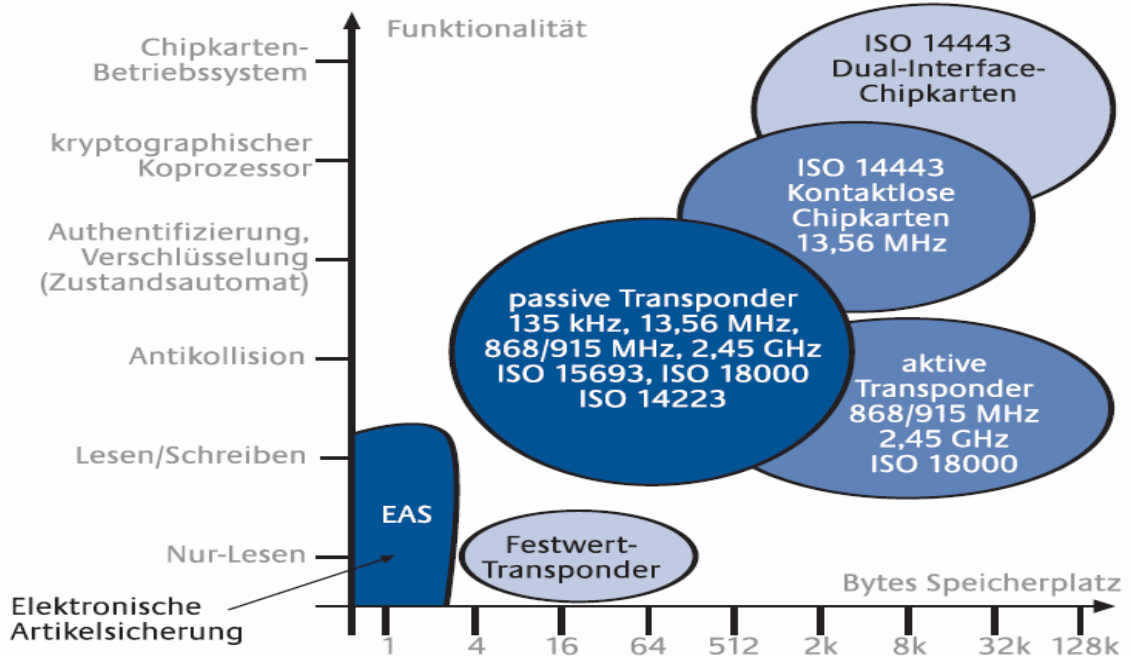 Funktionalität
Chipkarten-
Betriebssystem
kryptographischer
Koprozessor
Authentifizierung,
Verschlüsselung
(Zustandsautomat)
Antikollision
Lesen/Schreiben
Nur-Lesen
ISO 14443
Dual-Interface-
Chipkarten
ISO 14443
Kontaktlose
Chipkarten
13,56 MHz
passive Transponder
135 kHz, 13,56 MHz,
868/915 MHz, 2,45 GHz
ISO 15693, ISO 18000
ISO 14223
aktive
Transponder
868/915 MHz
2,45 GHz
ISO 18000
EAS
Festwert-
Transponder
Elektronische
Artikelsicherung
Bytes Speicherplatz
1 4 16 64 512 2k 8k 32k 128k